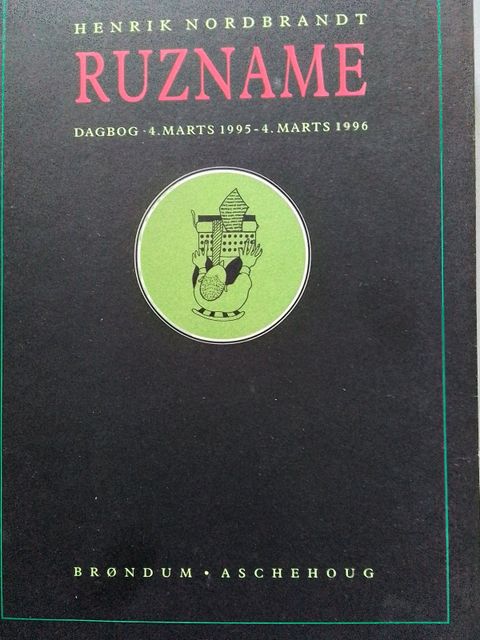 HENRIK NORDBRANDT
RUZNAME
DAGBOG · 4. MARTS 1995 - 4. MARTS 1996
BRØNDUM · ASCHEHOUG